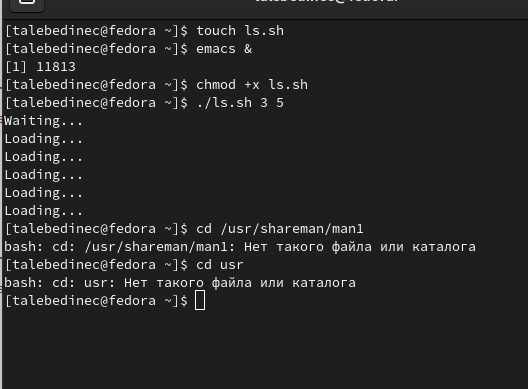 [talebedinec@fedora ~]$ touch ls.sh
[talebedinec@fedora ~]$ emacs &
[1] 11813
[talebedinec@fedora ~]$ chmod +x ls.sh
[talebedinec@fedora ~]$ ./ls.sh 3 5
Waiting...
Loading...
Loading...
Loading...
Loading...
Loading...
[talebedinec@fedora ~]$ cd /usr/shareman/man1
bash: cd: /usr/shareman/man1: Нет такого файла или каталога
[talebedinec@fedora ~]$ cd usr
bash: cd: usr: Нет такого файла или каталога
[talebedinec@fedora ~]$